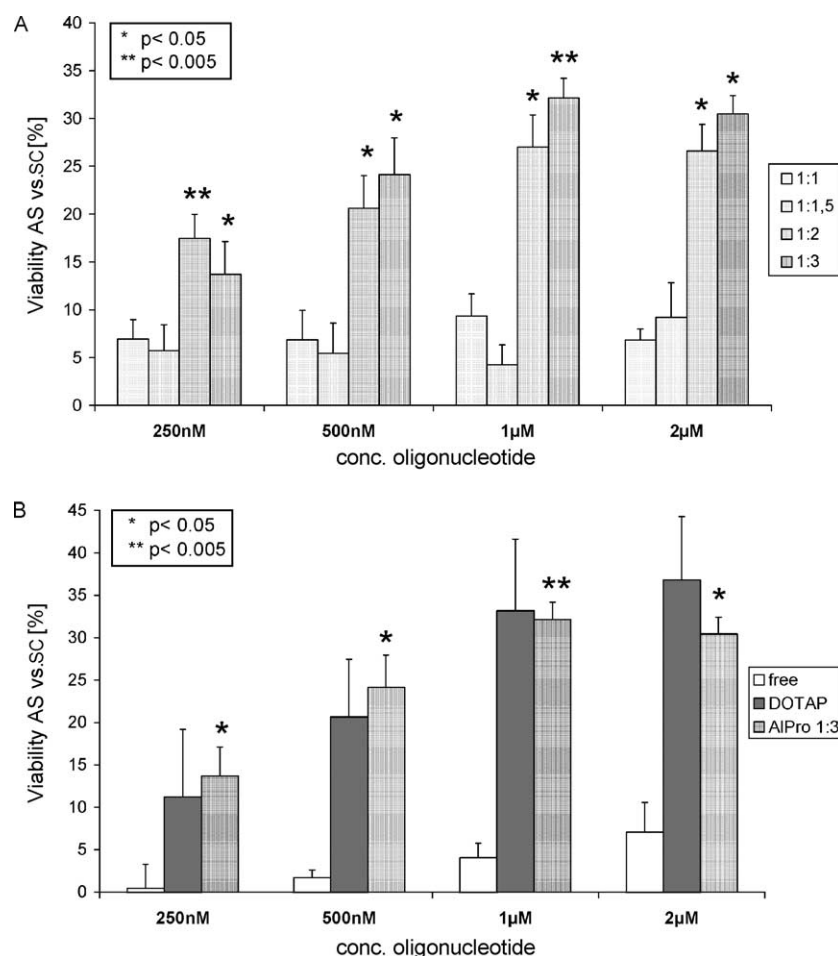 A
* p< 0.05
** p< 0.005
40
35
30
25
20
15
10
5
0
Viability AS vs.SC[%]
** *
* *
* **
* *
1:1
1:1,5
1:2
1:3
250nM 500nM 1µM 2µM
conc. oligonucleotide
B
* p< 0.05
** p< 0.005
45
40
35
30
25
20
15
10
5
0
Viability AS vs.SC[%]
*
*
**
*
free
DOTAP
AlPro 1:3
250nM 500nM 1µM 2µM
conc. oligonucleotide